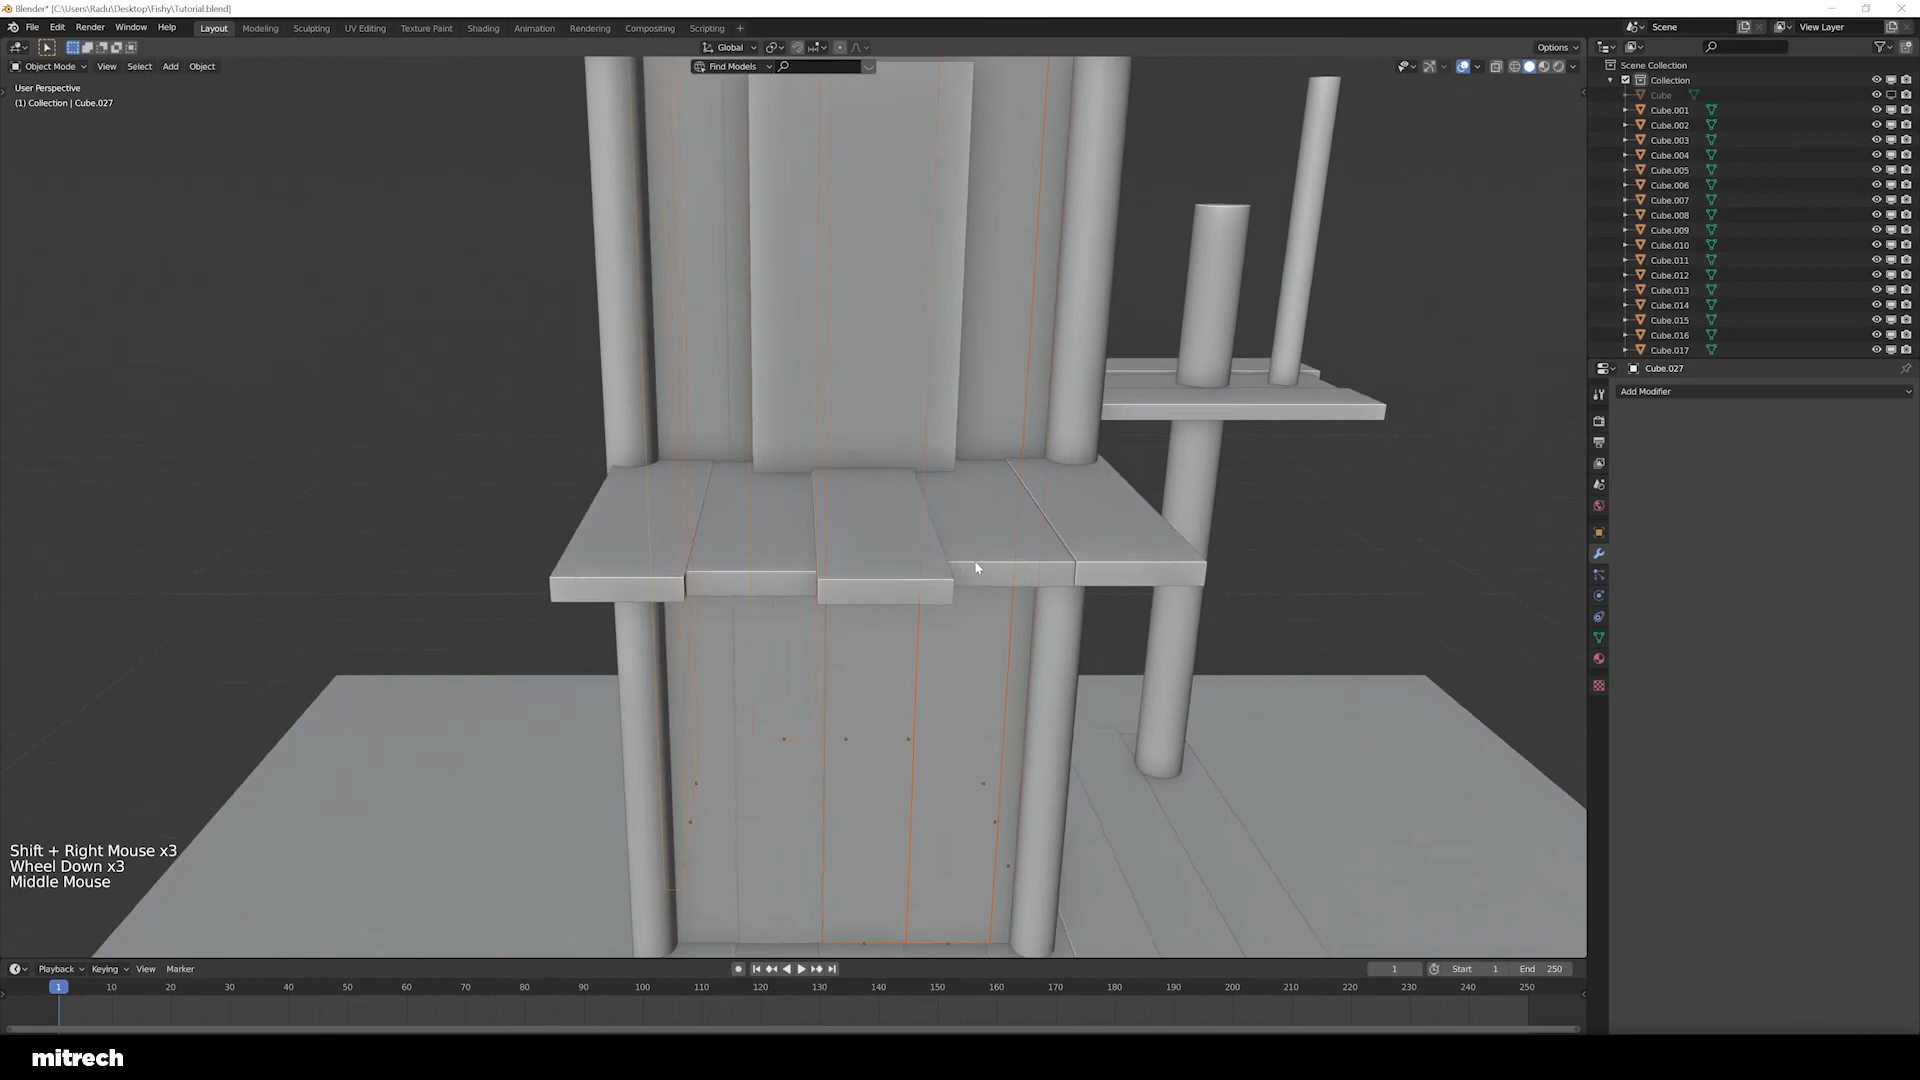 Blender* [C:\Users\Radu\Desktop\Fishy\Tutorial.blend]
File Edit Render Window Help Layout Modeling Sculpting UV Editing Texture Paint Shading Animation Rendering Compositing Scripting + Scene View Layer
Global Options
Object Mode View Select Add Object Find Models
User Perspective
(1) Collection | Cube.027
Scene Collection
Collection
Cube
Cube.001
Cube.002
Cube.003
Cube.004
Cube.005
Cube.006
Cube.007
Cube.008
Cube.009
Cube.010
Cube.011
Cube.012
Cube.013
Cube.014
Cube.015
Cube.016
Cube.017
Cube.027
Add Modifier
Shift + Right Mouse x3
Wheel Down x3
Middle Mouse
Playback Keying View Marker 1 Start 1 End 250
1 10 20 30 40 50 60 70 80 90 100 110 120 130 140 150 160 170 180 190 200 210 220 230 240 250
mitrech